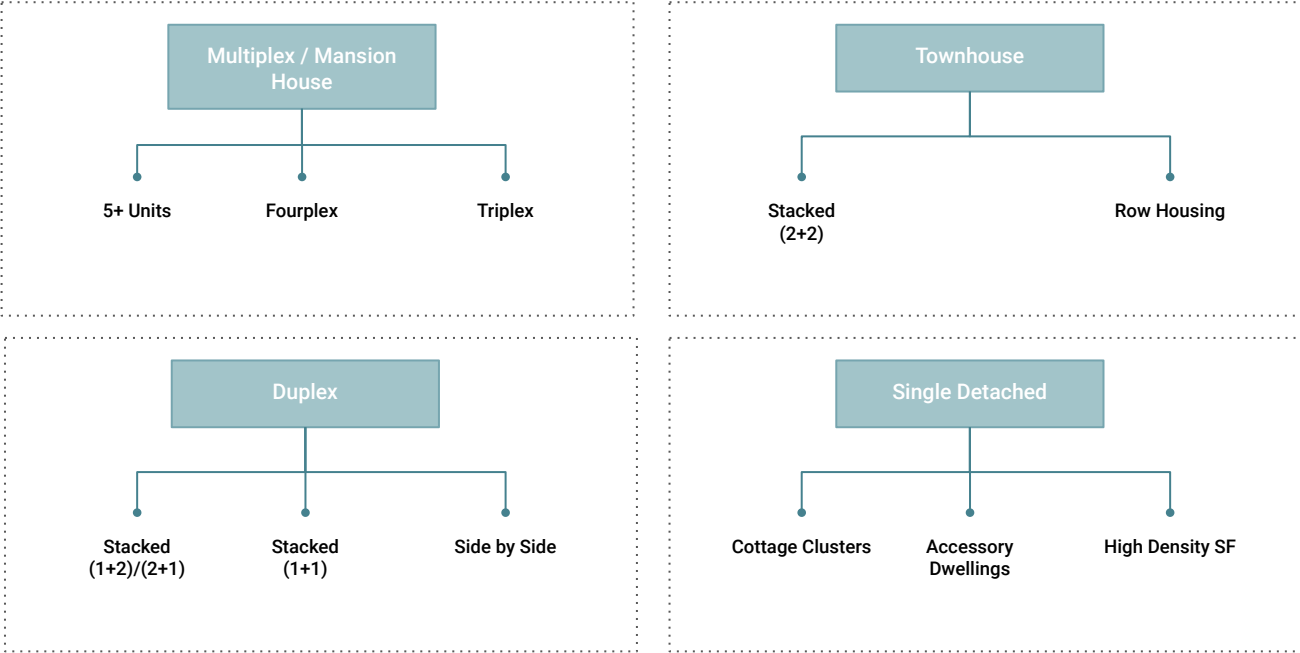 Multiplex / Mansion
House
5+ Units
Fourplex
Triplex
Townhouse
Stacked
(2+2)
Row Housing
Duplex
Stacked
(1+2)/(2+1)
Stacked
(1+1)
Side by Side
Single Detached
Cottage Clusters
Accessory
Dwellings
High Density SF